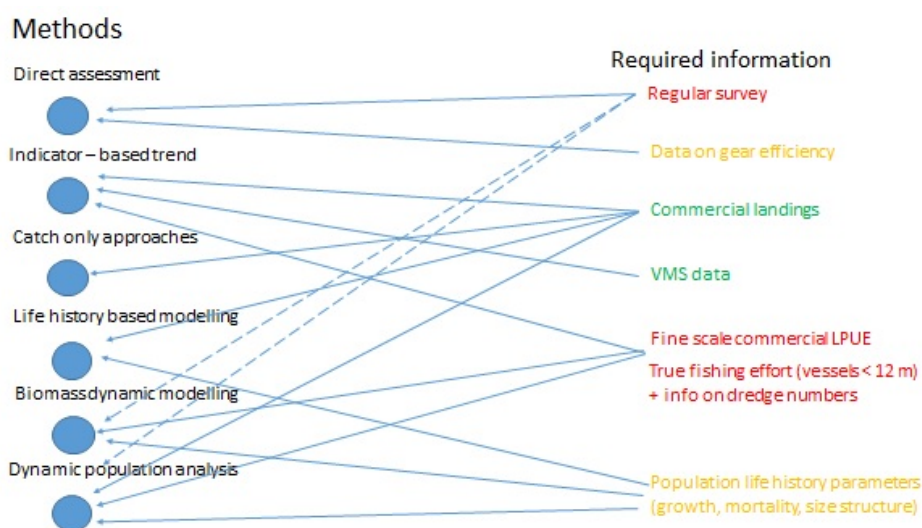 Methods
Direct assessment
Indicator – based trend
Catch only approaches
Life history based modelling
Biomass dynamic modelling
Dynamic population analysis
Required information
Regular survey
Data on gear efficiency
Commercial landings
VMS data
Fine scale commercial LPUE
True fishing effort (vessels < 12 m)
+ info on dredge numbers
Population life history parameters
(growth, mortality, size structure)